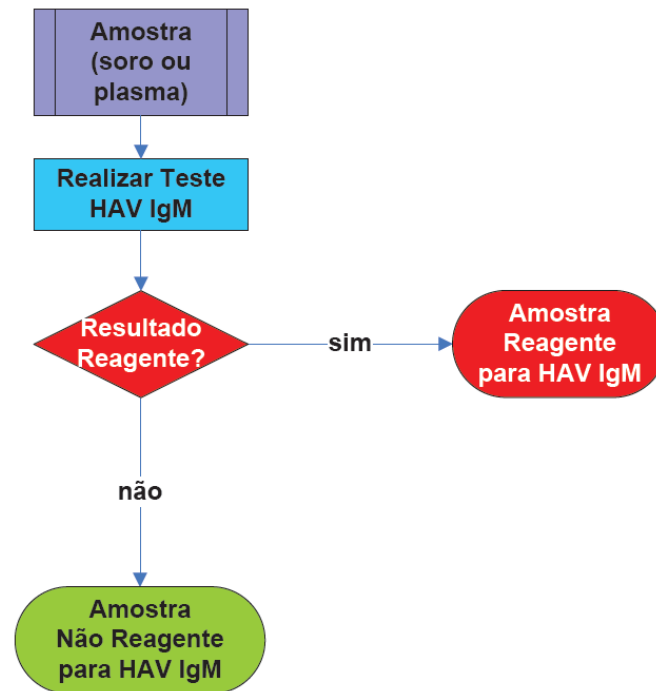 Amostra
(soro ou
plasma)
Realizar Teste
HAV IgM
Resultado
Reagente?
sim
Amostra
Reagente
para HAV IgM
não
Amostra
Não Reagente
para HAV IgM